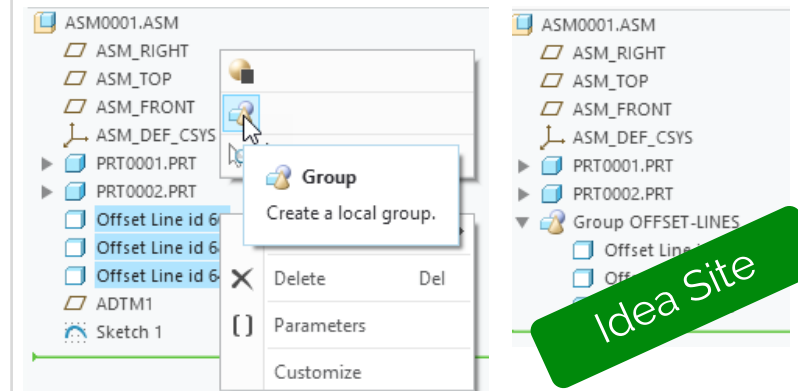 ASM0001.ASM
ASM_RIGHT
ASM_TOP
ASM_FRONT
ASM_DEF_CSYS
PRT0001.PRT
PRT0002.PRT
Offset Line id
Offset Line id
Offset Line id
ADTM1
Sketch 1
Group
Create a local group.
Delete Del
Parameters
Customize
ASM0001.ASM
ASM_RIGHT
ASM_TOP
ASM_FRONT
ASM_DEF_CSYS
PRT0001.PRT
PRT0002.PRT
Group OFFSET-LINES
Offset
Idea Site